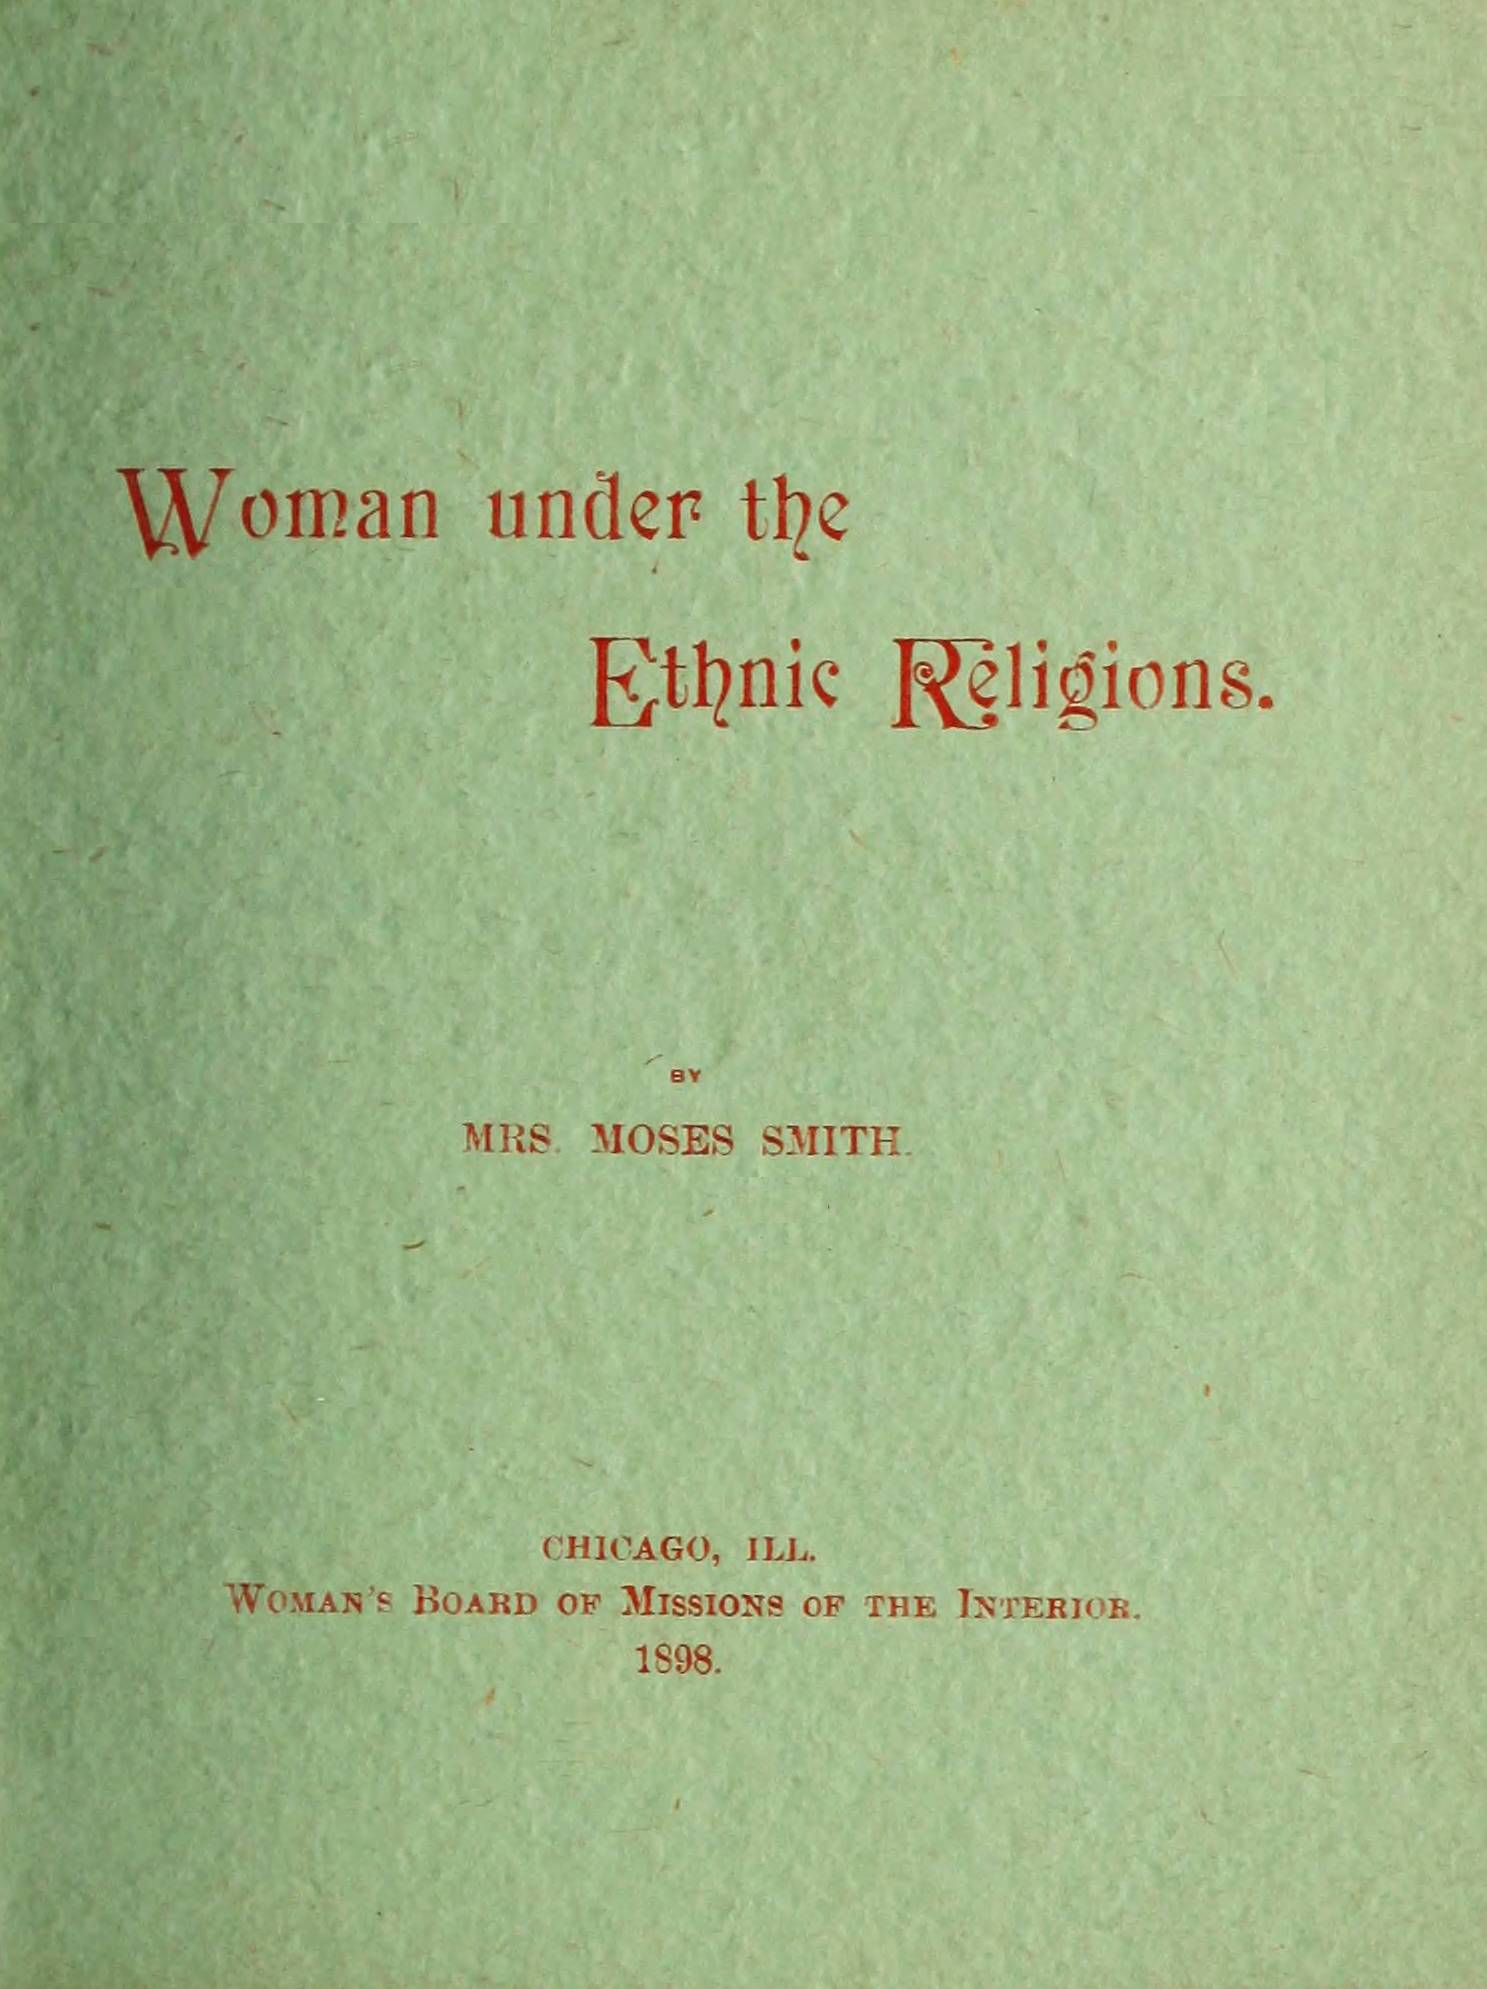 Woman under the
Ethnic Religions.
BY
MRS. MOSES SMITH.
CHICAGO, ILL.
WOMAN'S BOARD OF MISSIONS OF THE INTERIOR.
1898.